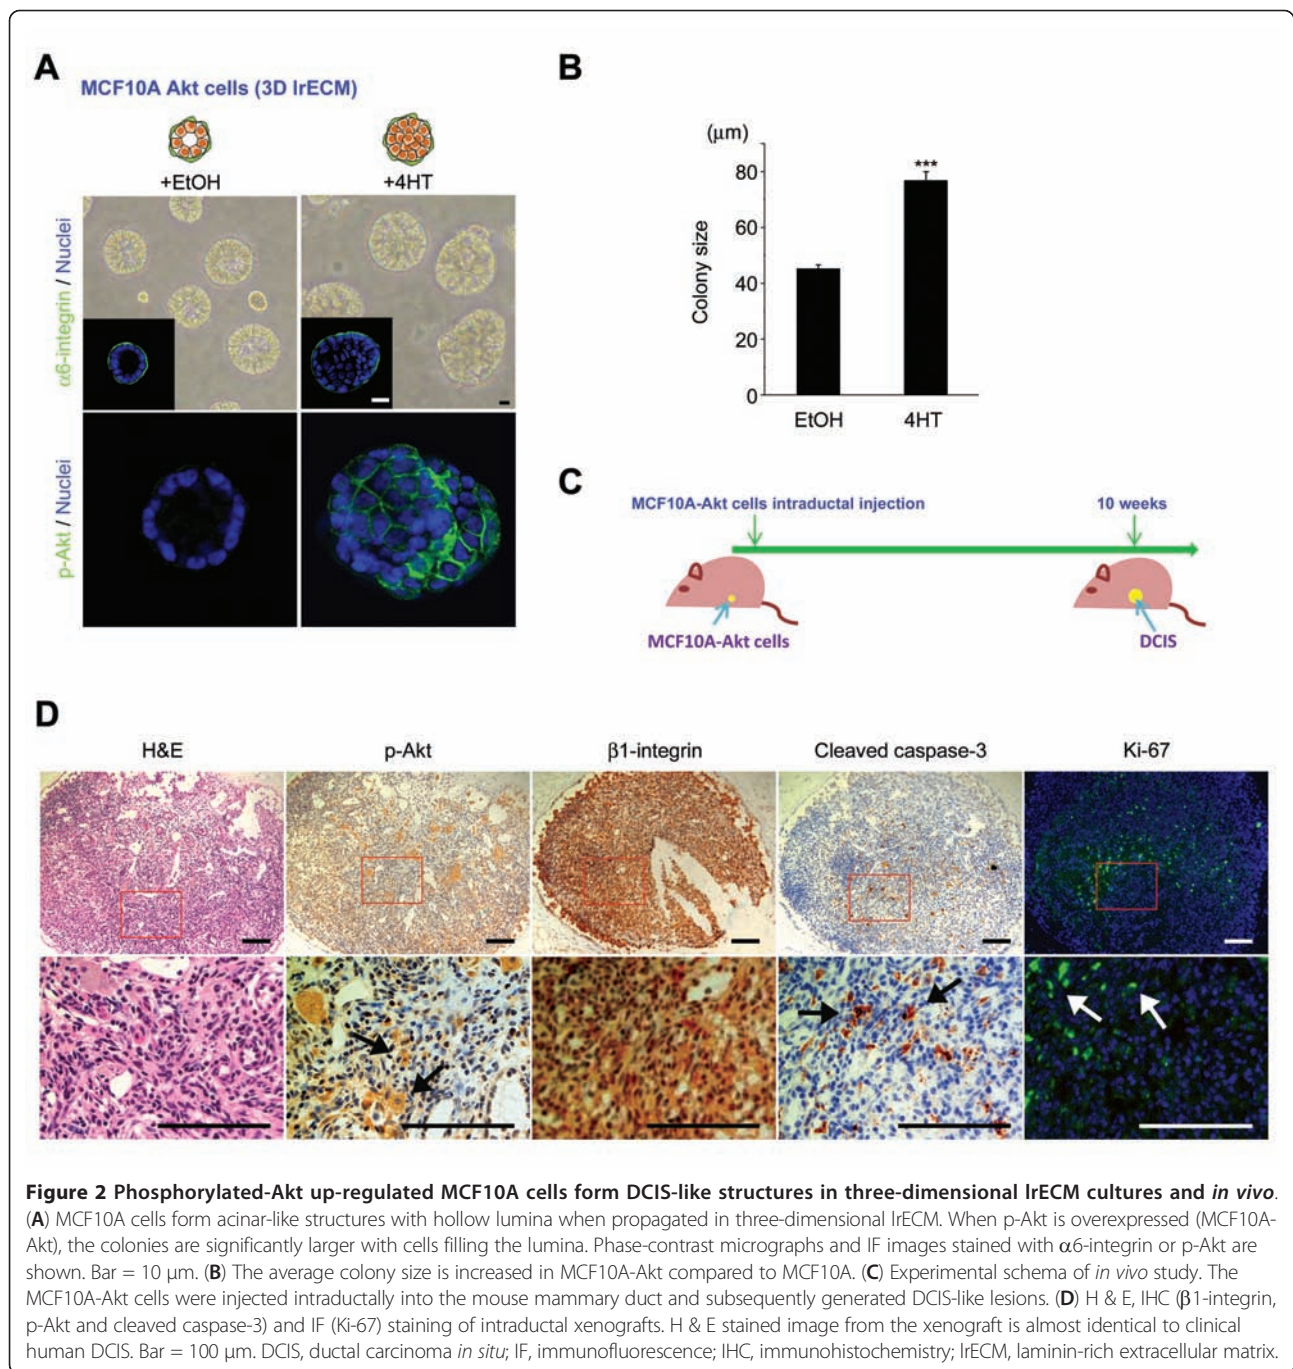 A
MCF10A Akt cells (3D lrECM)
+EtOH
+4HT
α6-integrin / Nuclei
p-Akt / Nuclei
B
(μm)
Colony size
80
60
40
20
0
EtOH
4HT
***
C
MCF10A-Akt cells intraductal injection
10 weeks
MCF10A-Akt cells
DCIS
D
H&E
p-Akt
β1-integrin
Cleaved caspase-3
Ki-67
Figure 2 Phosphorylated-Akt up-regulated MCF10A cells form DCIS-like structures in three-dimensional lrECM cultures and in vivo.
(A) MCF10A cells form acinar-like structures with hollow lumina when propagated in three-dimensional lrECM. When p-Akt is overexpressed (MCF10A-
Akt), the colonies are significantly larger with cells filling the lumina. Phase-contrast micrographs and IF images stained with α6-integrin or p-Akt are
shown. Bar = 10 μm. (B) The average colony size is increased in MCF10A-Akt compared to MCF10A. (C) Experimental schema of in vivo study. The
MCF10A-Akt cells were injected intraductally into the mouse mammary duct and subsequently generated DCIS-like lesions. (D) H & E, IHC (β1-integrin,
p-Akt and cleaved caspase-3) and IF (Ki-67) staining of intraductal xenografts. H & E stained image from the xenograft is almost identical to clinical
human DCIS. Bar = 100 μm. DCIS, ductal carcinoma in situ; IF, immunofluorescence; IHC, immunohistochemistry; lrECM, laminin-rich extracellular matrix.